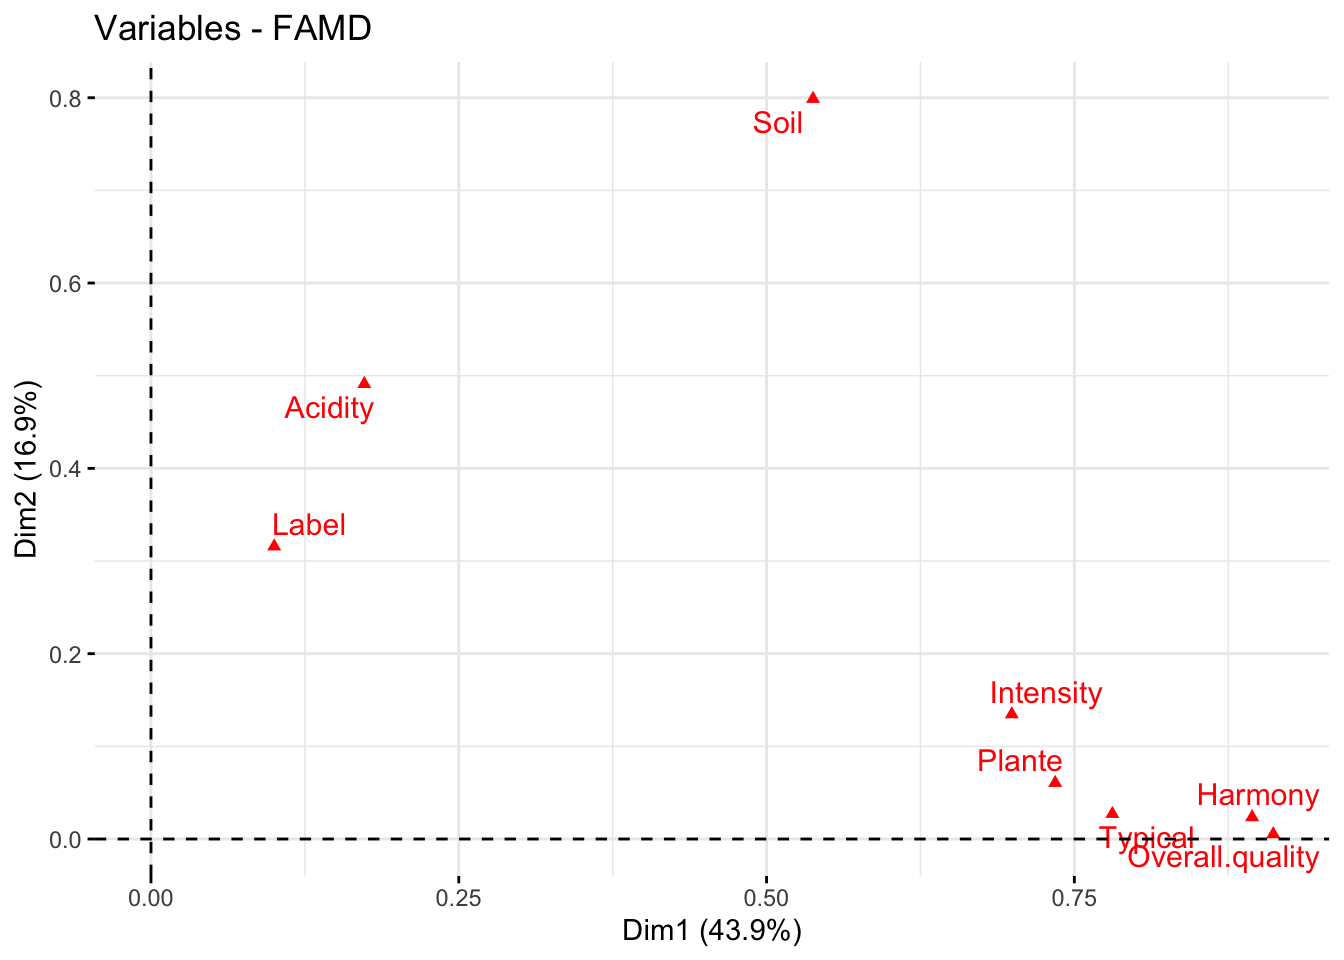 Variables - FAMD
0.8
Soil
0.6
Acidity
0.4
Label
0.2
Intensity
Plante
Harmony
0.0
Typical
Overall.quality
0.00 0.25 0.50 0.75
Dim1 (43.9%)
Dim2 (16.9%)